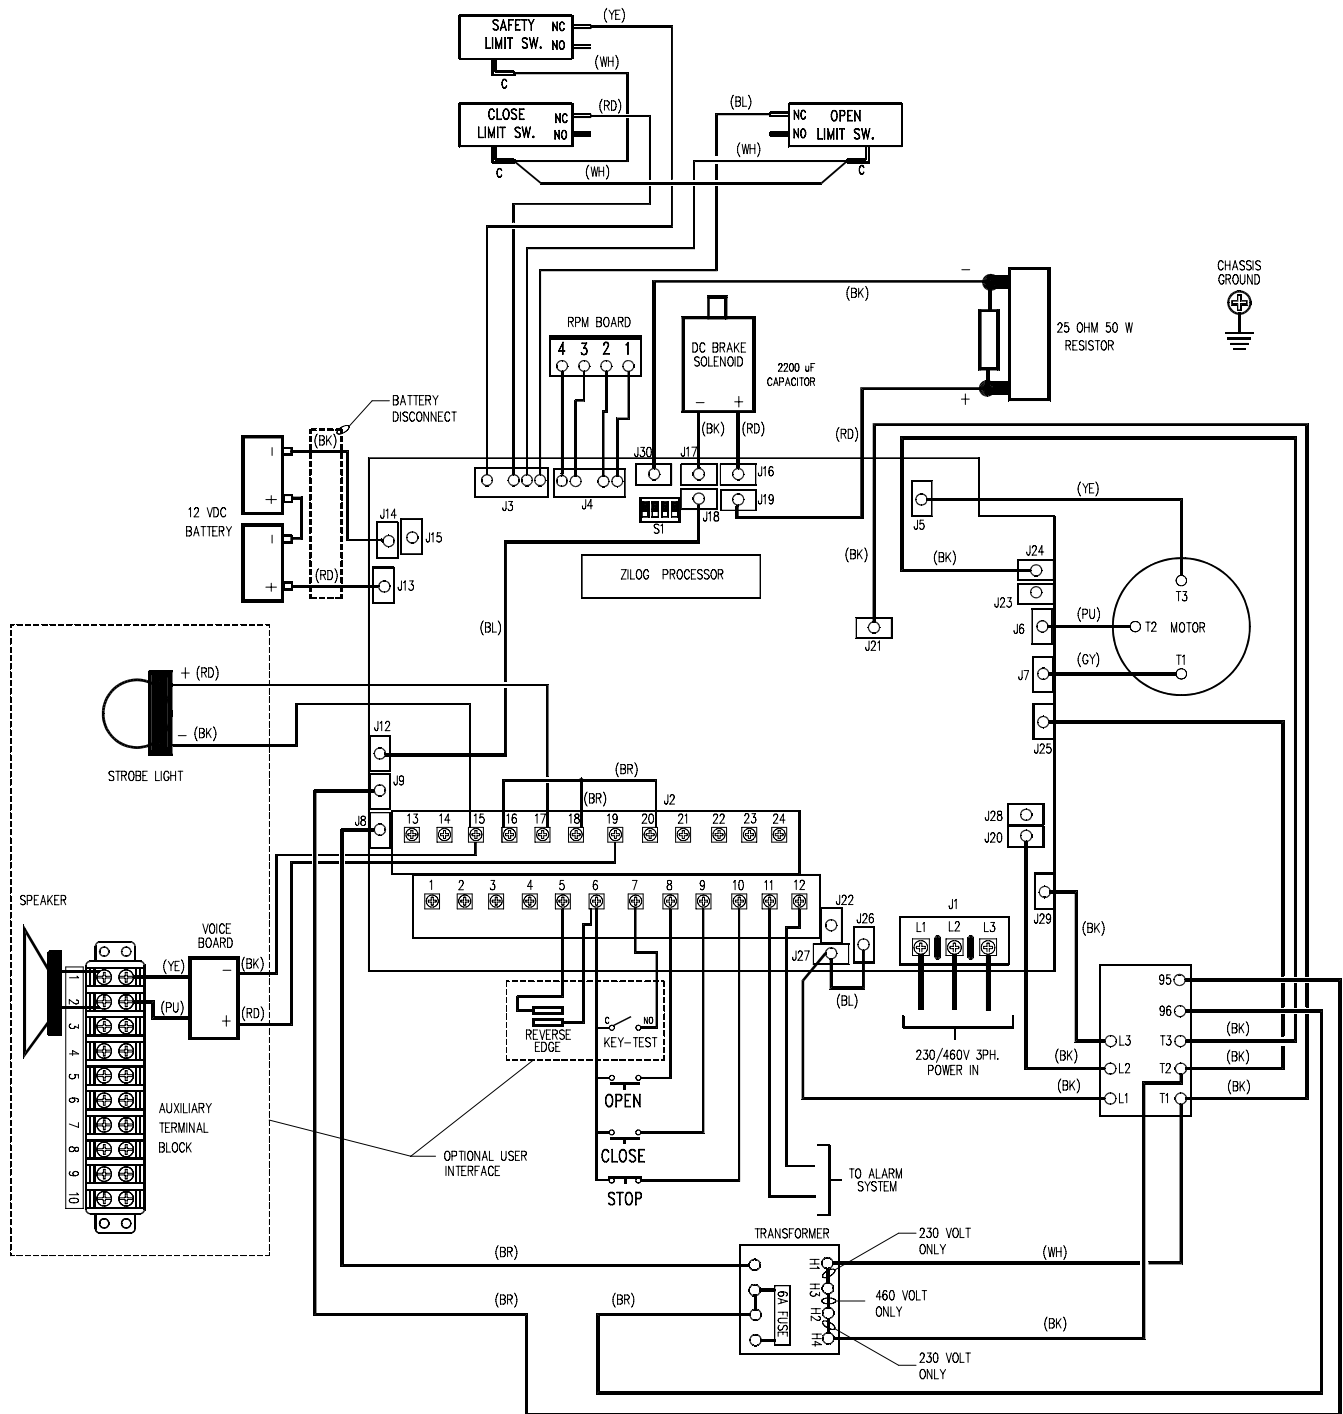 SAFETY
LIMIT SW.
NC
NO
(YE)
(WH)
C
CLOSE
LIMIT SW.
NC
NO
(RD)
(WH)
C
(BL)
NC
NO
OPEN
LIMIT SW.
(WH)
C
CHASSIS
GROUND
(BK)
-
+
25 OHM 50 W
RESISTOR
RPM BOARD
4 3 2 1
DC BRAKE
SOLENOID
- +
2200 uF
CAPACITOR
(BK)
(RD)
(RD)
BATTERY
DISCONNECT
(BK)
-
+
12 VDC
BATTERY
-
+
(RD)
J14
J15
J13
J3
J4
J30
J17
J16
J18
J19
S1
ZILOG PROCESSOR
(BL)
J5
(YE)
(BK)
(BK)
J24
J23
J21
J6
(PU)
T3
T2 MOTOR
T1
J7
(GY)
J25
+ (RD)
- (BK)
STROBE LIGHT
J12
J9
J8
(BR)
(BR)
J2
13 14 15 16 17 18 19 20 21 22 23 24
1 2 3 4 5 6 7 8 9 10 11 12
J28
J20
J29
J22
J26
J27
(BL)
J1
L1 L2 L3
230/460V 3PH.
POWER IN
(BK)
SPEAKER
VOICE
BOARD
-
+
(YE)
(PU)
(BK)
(RD)
1
2
3
4
5
6
7
8
9
10
AUXILIARY
TERMINAL
BLOCK
REVERSE
EDGE
C NO
KEY-TEST
OPEN
CLOSE
STOP
OPTIONAL USER
INTERFACE
TO ALARM
SYSTEM
95
96
L3 T3 (BK)
(BK) L2 T2 (BK)
(BK) L1 T1 (BK)
TRANSFORMER
6A FUSE
H1
H3
H2
H4
230 VOLT
ONLY
460 VOLT
ONLY
230 VOLT
ONLY
(WH)
(BK)
(BR)
(BR)
(BR)